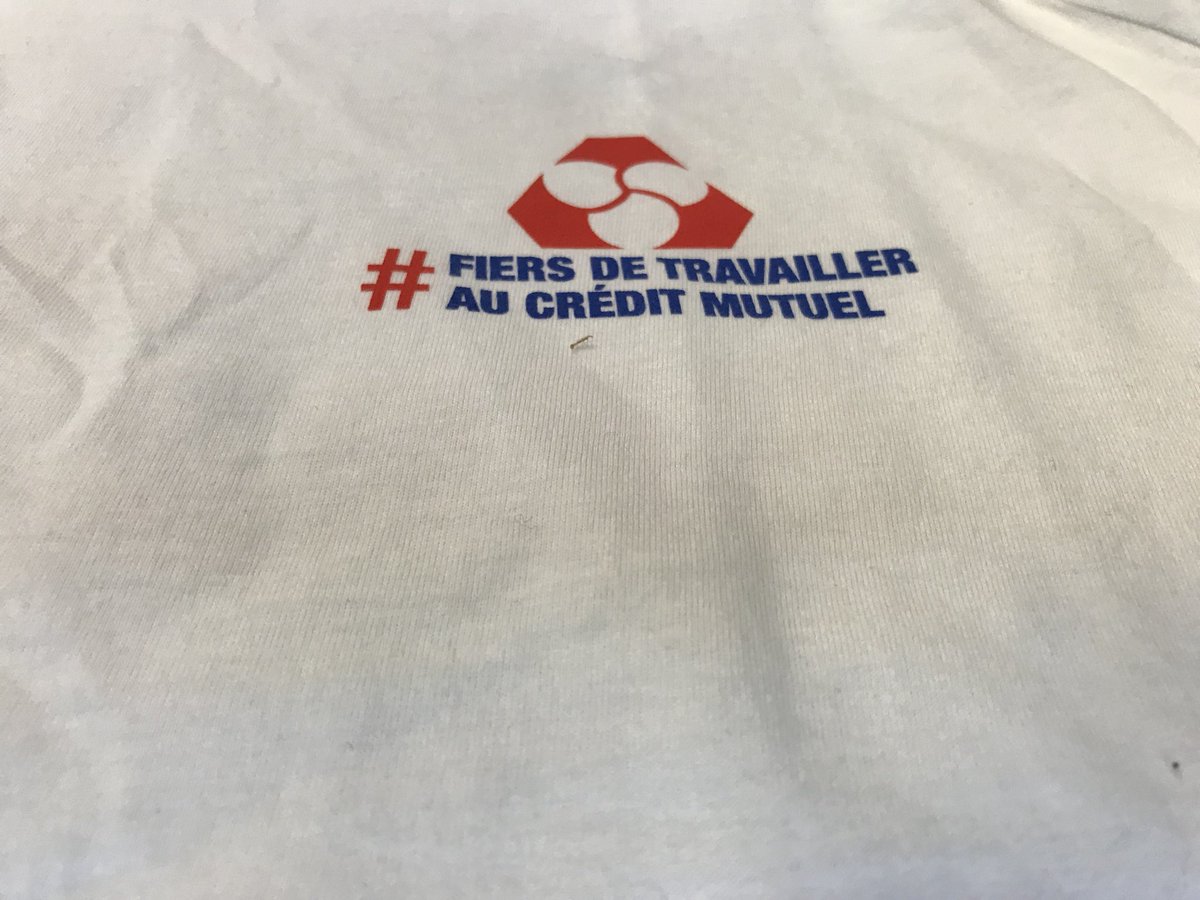 # FIERS DE TRAVAILLER
AU CRÉDIT MUTUEL